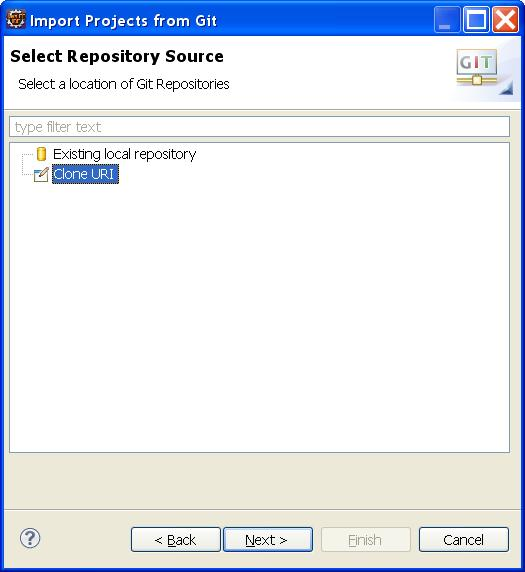 Import Projects from Git
Select Repository Source
Select a location of Git Repositories
GIT
type filter text
Existing local repository
Clone URI
?
< Back
Next >
Finish
Cancel